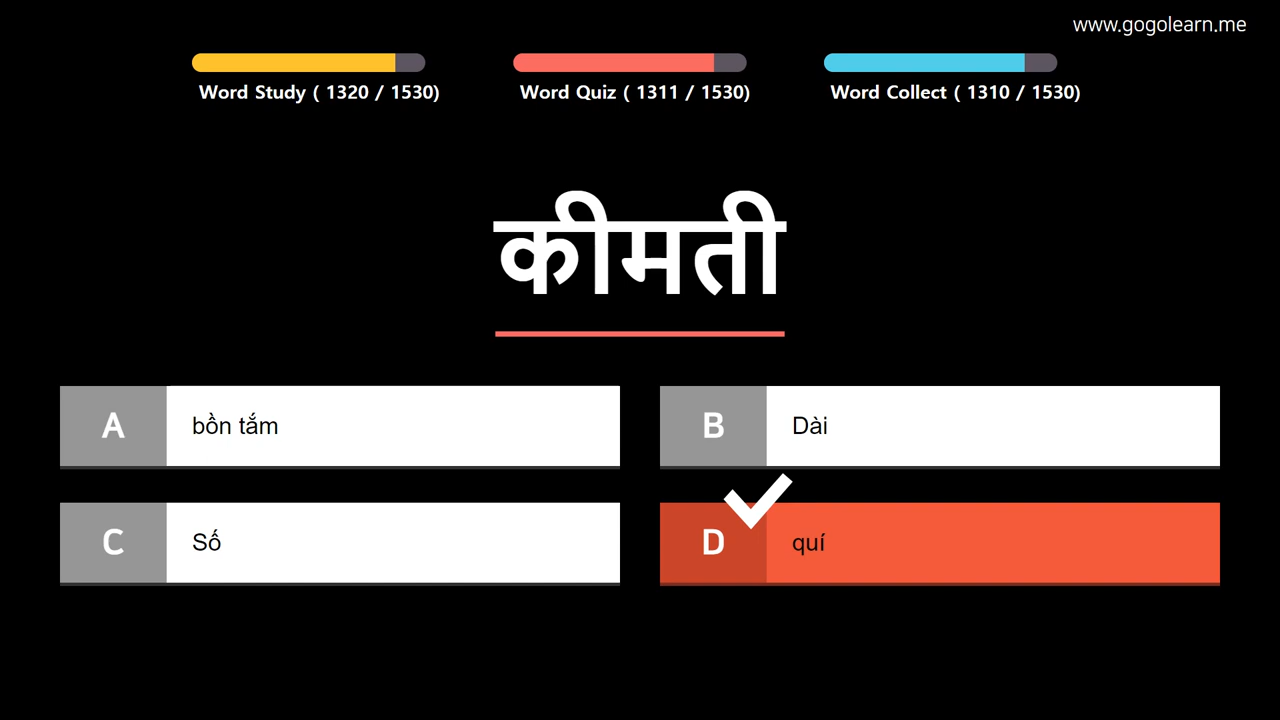 www.gogolearn.me
Word Study ( 1320 / 1530)
Word Quiz ( 1311 / 1530)
Word Collect ( 1310 / 1530)
कीमती
A bồn tắm
B Dài
C Số
D quí